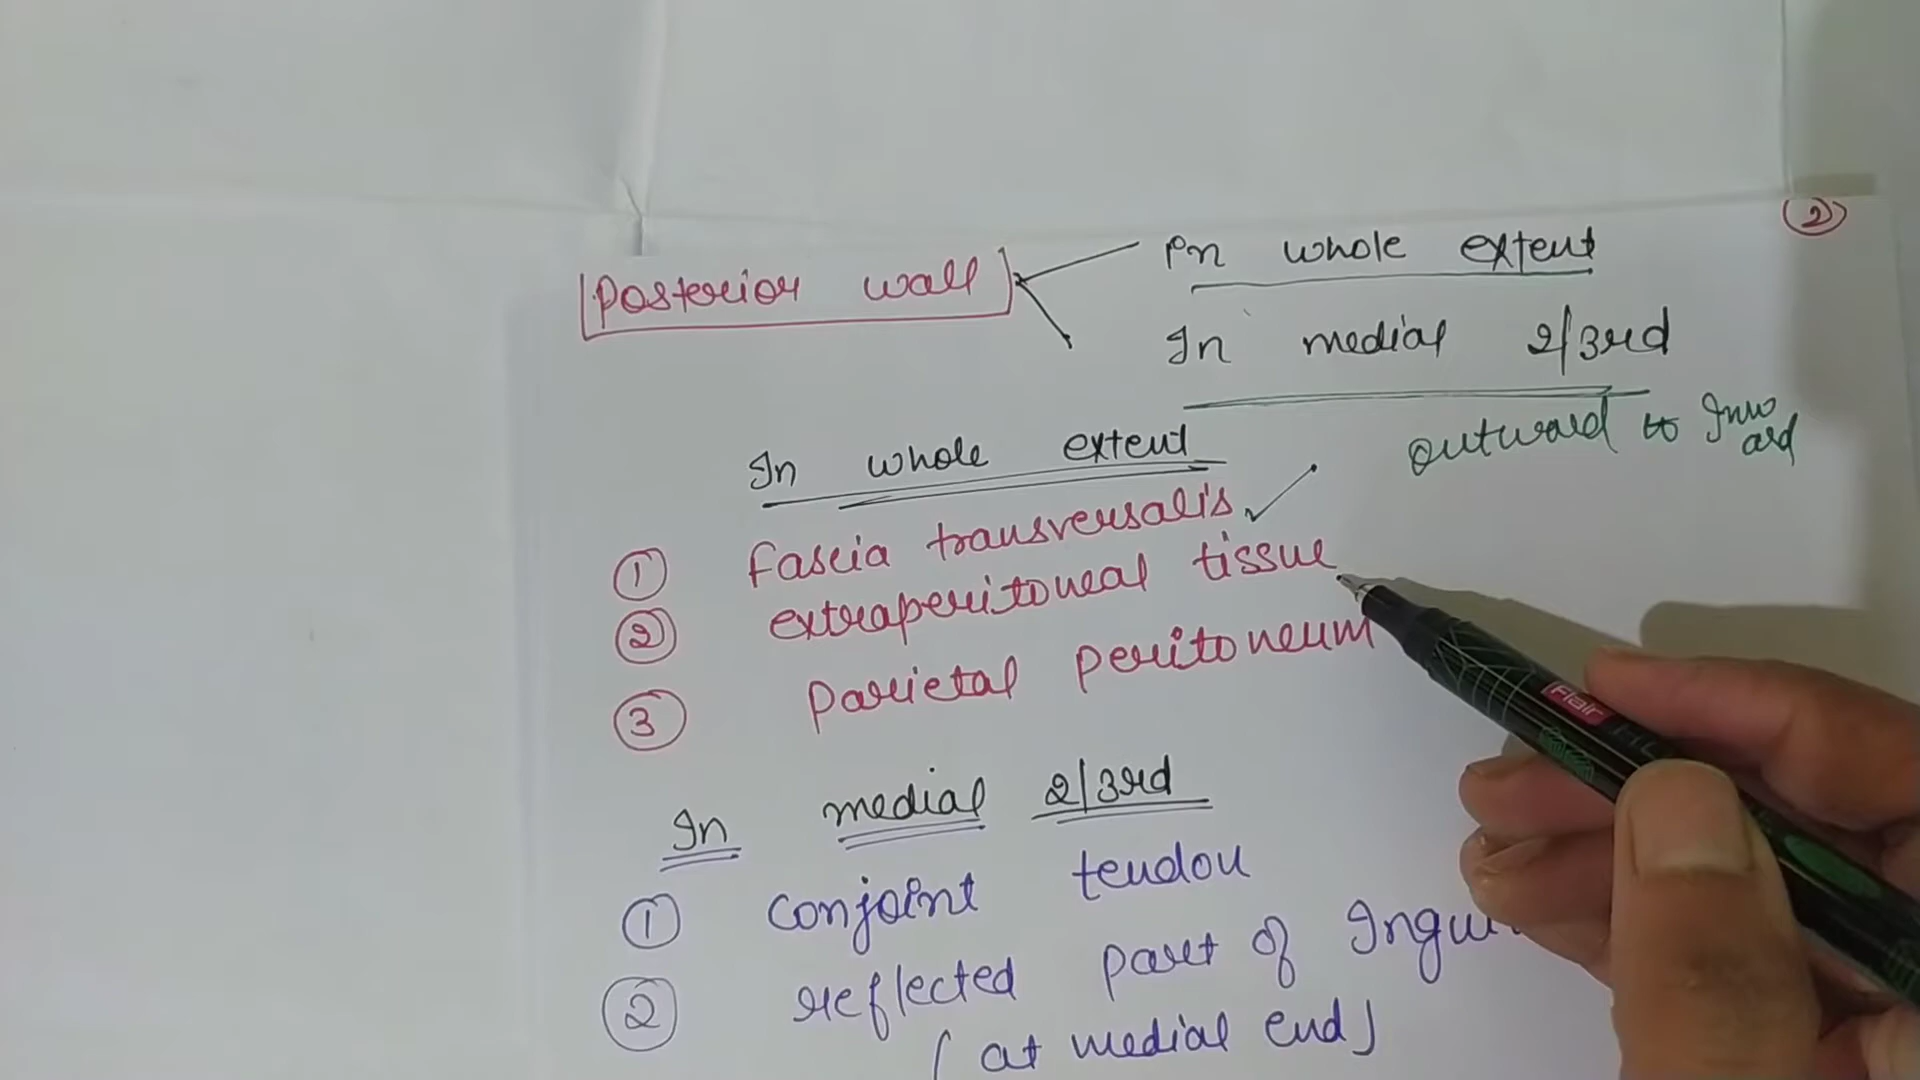 2
Posterior wall
In whole extent
In medial 2/3rd
outward to Inward
In whole extent
1 fascia transversalis
2 extraperitoneal tissue
3 parietal peritoneum
In medial 2/3rd
1 conjoint tendon
2 reflected part of
(at medial end)
Flair